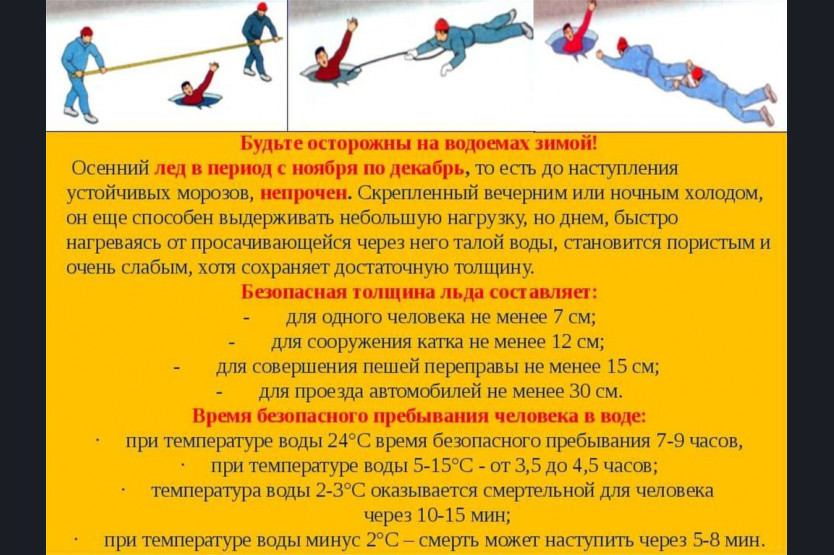 Будьте осторожны на водоемах зимой!
Осенний лед в период с ноября по декабрь, то есть до наступления
устойчивых морозов, непрочен. Скрепленный вечерним или ночным холодом,
он еще способен выдерживать небольшую нагрузку, но днем, быстро
нагреваясь от просачивающейся через него талой воды, становится пористым и
очень слабым, хотя сохраняет достаточную толщину.
Безопасная толщина льда составляет:
- для одного человека не менее 7 см;
- для сооружения катка не менее 12 см;
- для совершения пешей переправы не менее 15 см;
- для проезда автомобилей не менее 30 см.
Время безопасного пребывания человека в воде:
· при температуре воды 24°С время безопасного пребывания 7-9 часов,
· при температуре воды 5-15°С - от 3,5 до 4,5 часов;
· температура воды 2-3°С оказывается смертельной для человека
через 10-15 мин;
· при температуре воды минус 2°С – смерть может наступить через 5-8 мин.